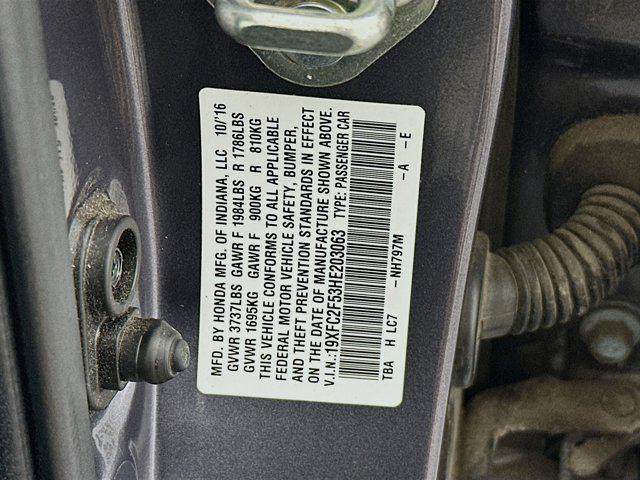 MFD. BY HONDA MFG. OF INDIANA, LLC 10/16
GVWR 3737LBS GAWR F 1984LBS R 1786LBS
GVWR 1695KG GAWR F 900KG R 810KG
THIS VEHICLE CONFORMS TO ALL APPLICABLE
FEDERAL MOTOR VEHICLE SAFETY, BUMPER,
AND THEFT PREVENTION STANDARDS IN EFFECT
ON THE DATE OF MANUFACTURE SHOWN ABOVE.
V.I.N.:19XFC2F53HE203063 TYPE: PASSENGER CAR
TBA H LC7 –NH797M –A –E